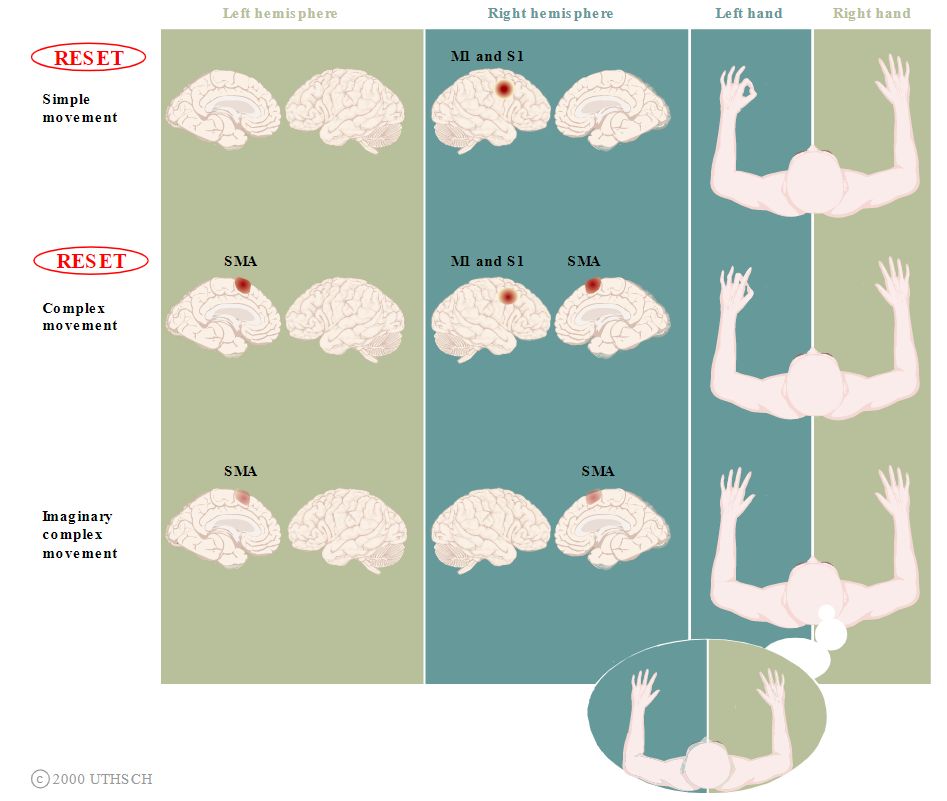 Left hemisphere Right hemisphere Left hand Right hand
RESET
M1 and S1
Simple
movement
RESET
SMA M1 and S1 SMA
Complex
movement
SMA SMA
Imaginary
complex
movement
© 2000 UTHSCH